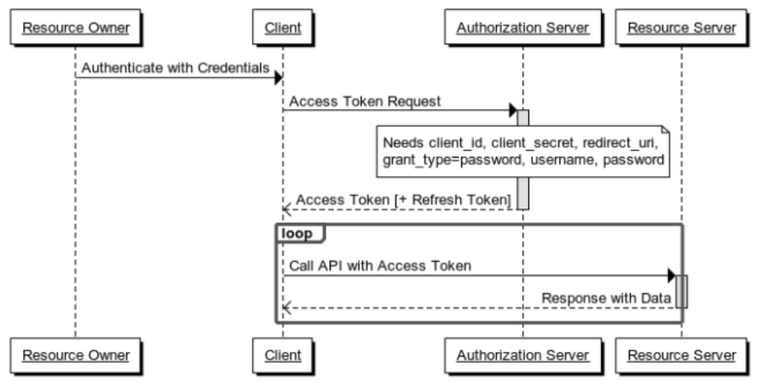 Resource Owner
Client
Authorization Server
Resource Server
Authenticate with Credentials
Access Token Request
Needs client_id, client_secret, redirect_uri,
grant_type=password, username, password
Access Token [+ Refresh Token]
loop
Call API with Access Token
Response with Data
Resource Owner
Client
Authorization Server
Resource Server